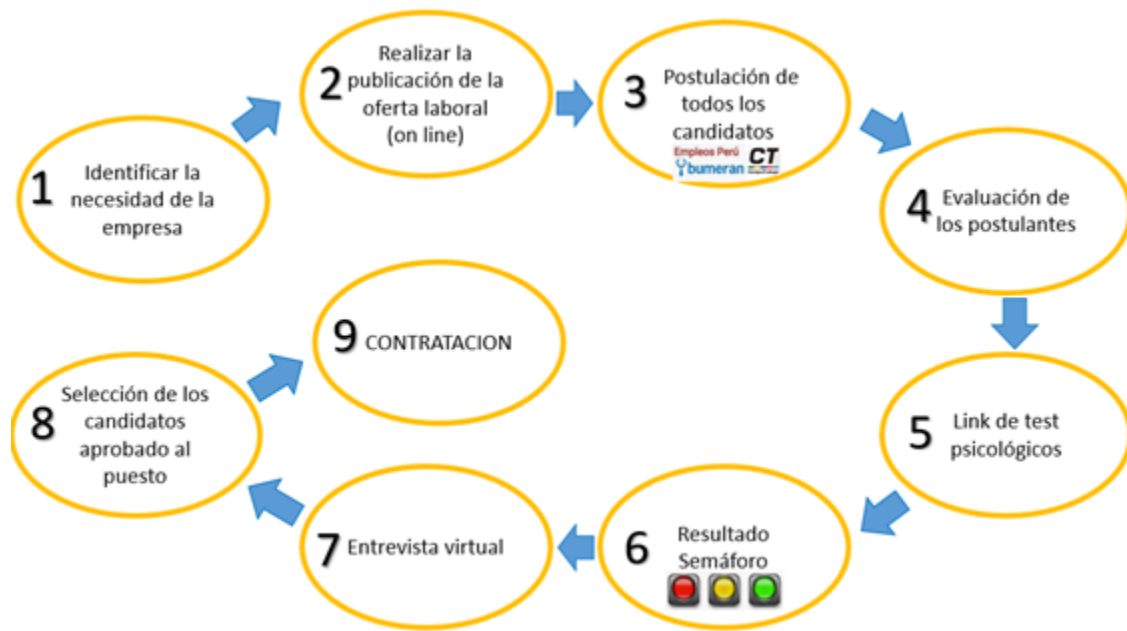 1
Identificar la
necesidad de la
empresa
2
Realizar la
publicación de la
oferta laboral
(on line)
3
Postulación de
todos los
candidatos
Empleos Perú
bumeran
CT
4
Evaluación de
los postulantes
5
Link de test
psicológicos
6
Resultado
Semáforo
7
Entrevista virtual
8
Selección de los
candidatos
aprobado al
puesto
9
CONTRATACION